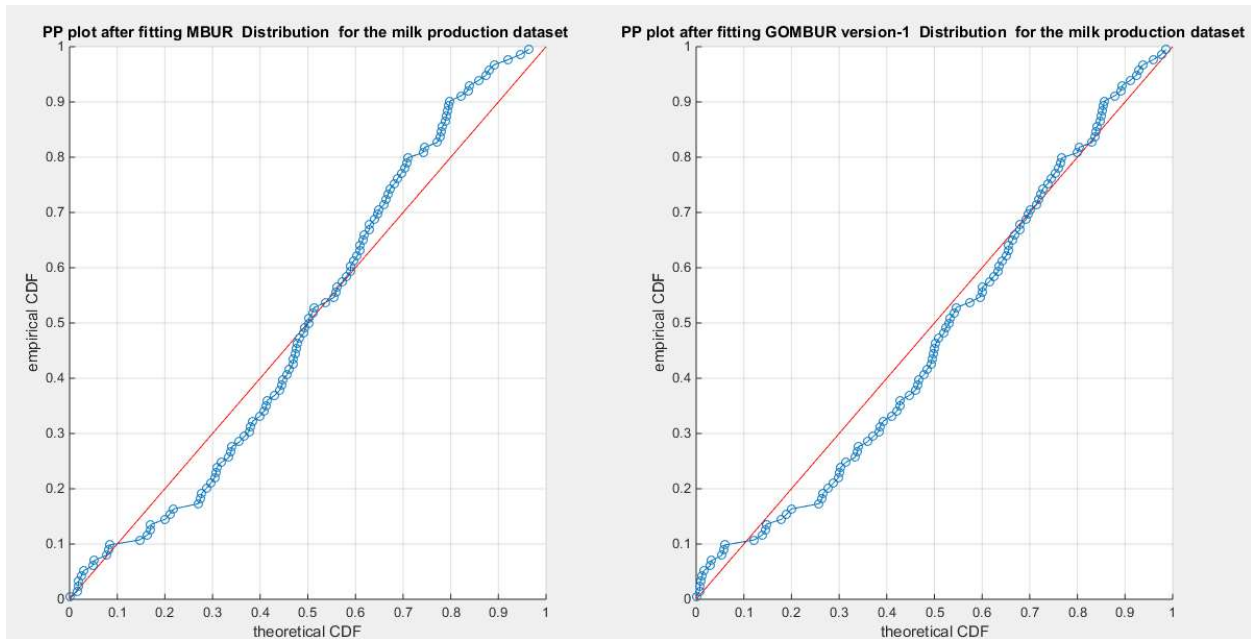 PP plot after fitting MBUR Distribution for the milk production dataset
1
0.9
0.8
0.7
0.6
0.5
0.4
0.3
0.2
0.1
0
empirical CDF
0 0.1 0.2 0.3 0.4 0.5 0.6 0.7 0.8 0.9 1
theoretical CDF
PP plot after fitting GOMBUR version-1 Distribution for the milk production dataset
1
0.9
0.8
0.7
0.6
0.5
0.4
0.3
0.2
0.1
0
empirical CDF
0 0.1 0.2 0.3 0.4 0.5 0.6 0.7 0.8 0.9 1
theoretical CDF